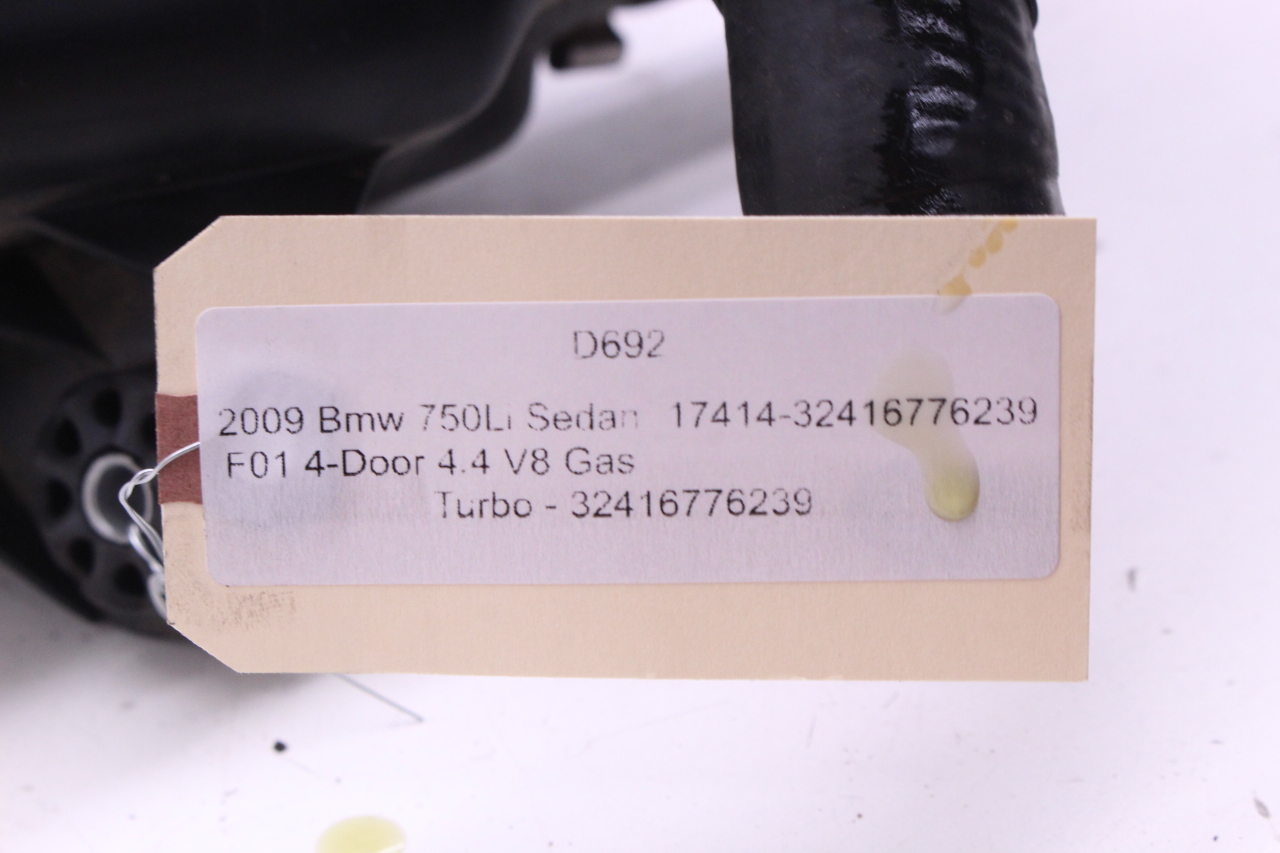 D692
2009 Bmw 750Li Sedan 17414-32416776239
F01 4-Door 4.4 V8 Gas
Turbo - 32416776239